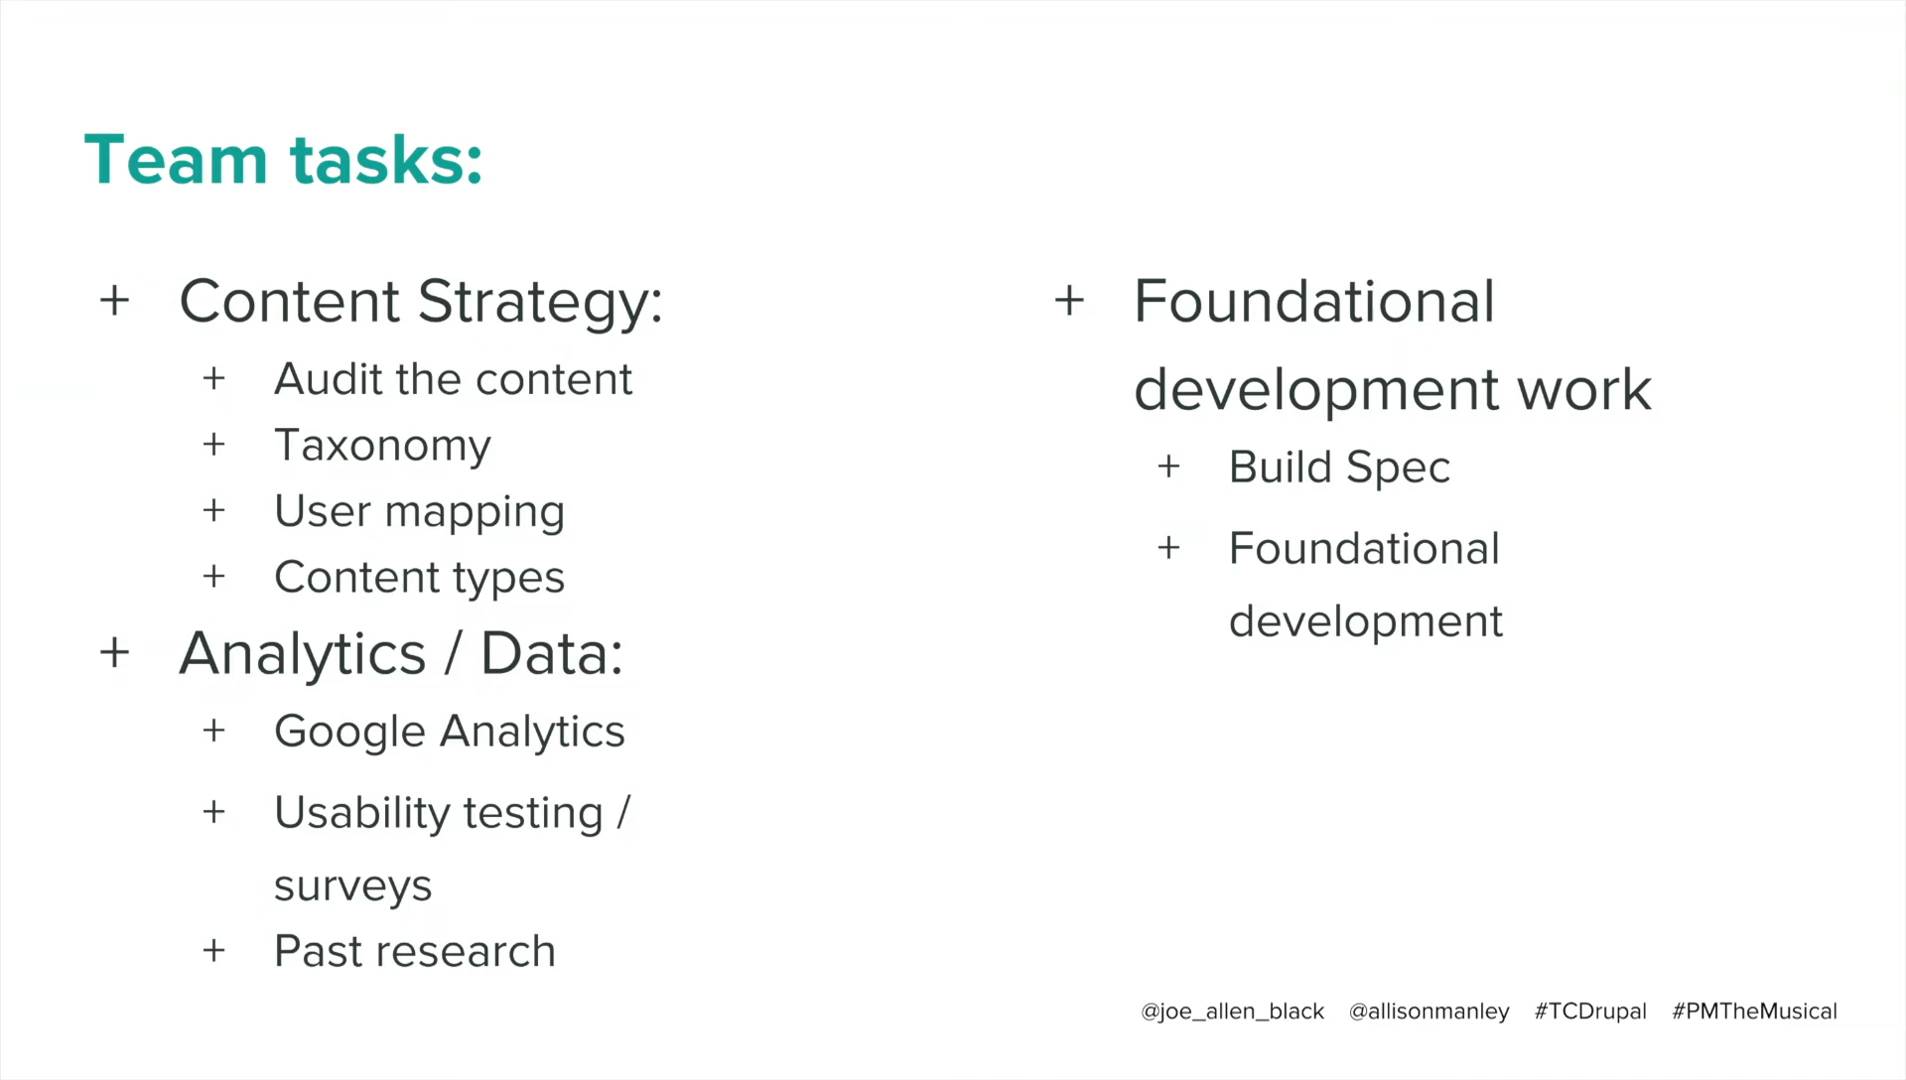 Team tasks:
+ Content Strategy:
+ Audit the content
+ Taxonomy
+ User mapping
+ Content types
+ Analytics / Data:
+ Google Analytics
+ Usability testing /
surveys
+ Past research
+ Foundational
development work
+ Build Spec
+ Foundational
development
@joe_allen_black @allisonmanley #TCDrupal #PMTheMusical